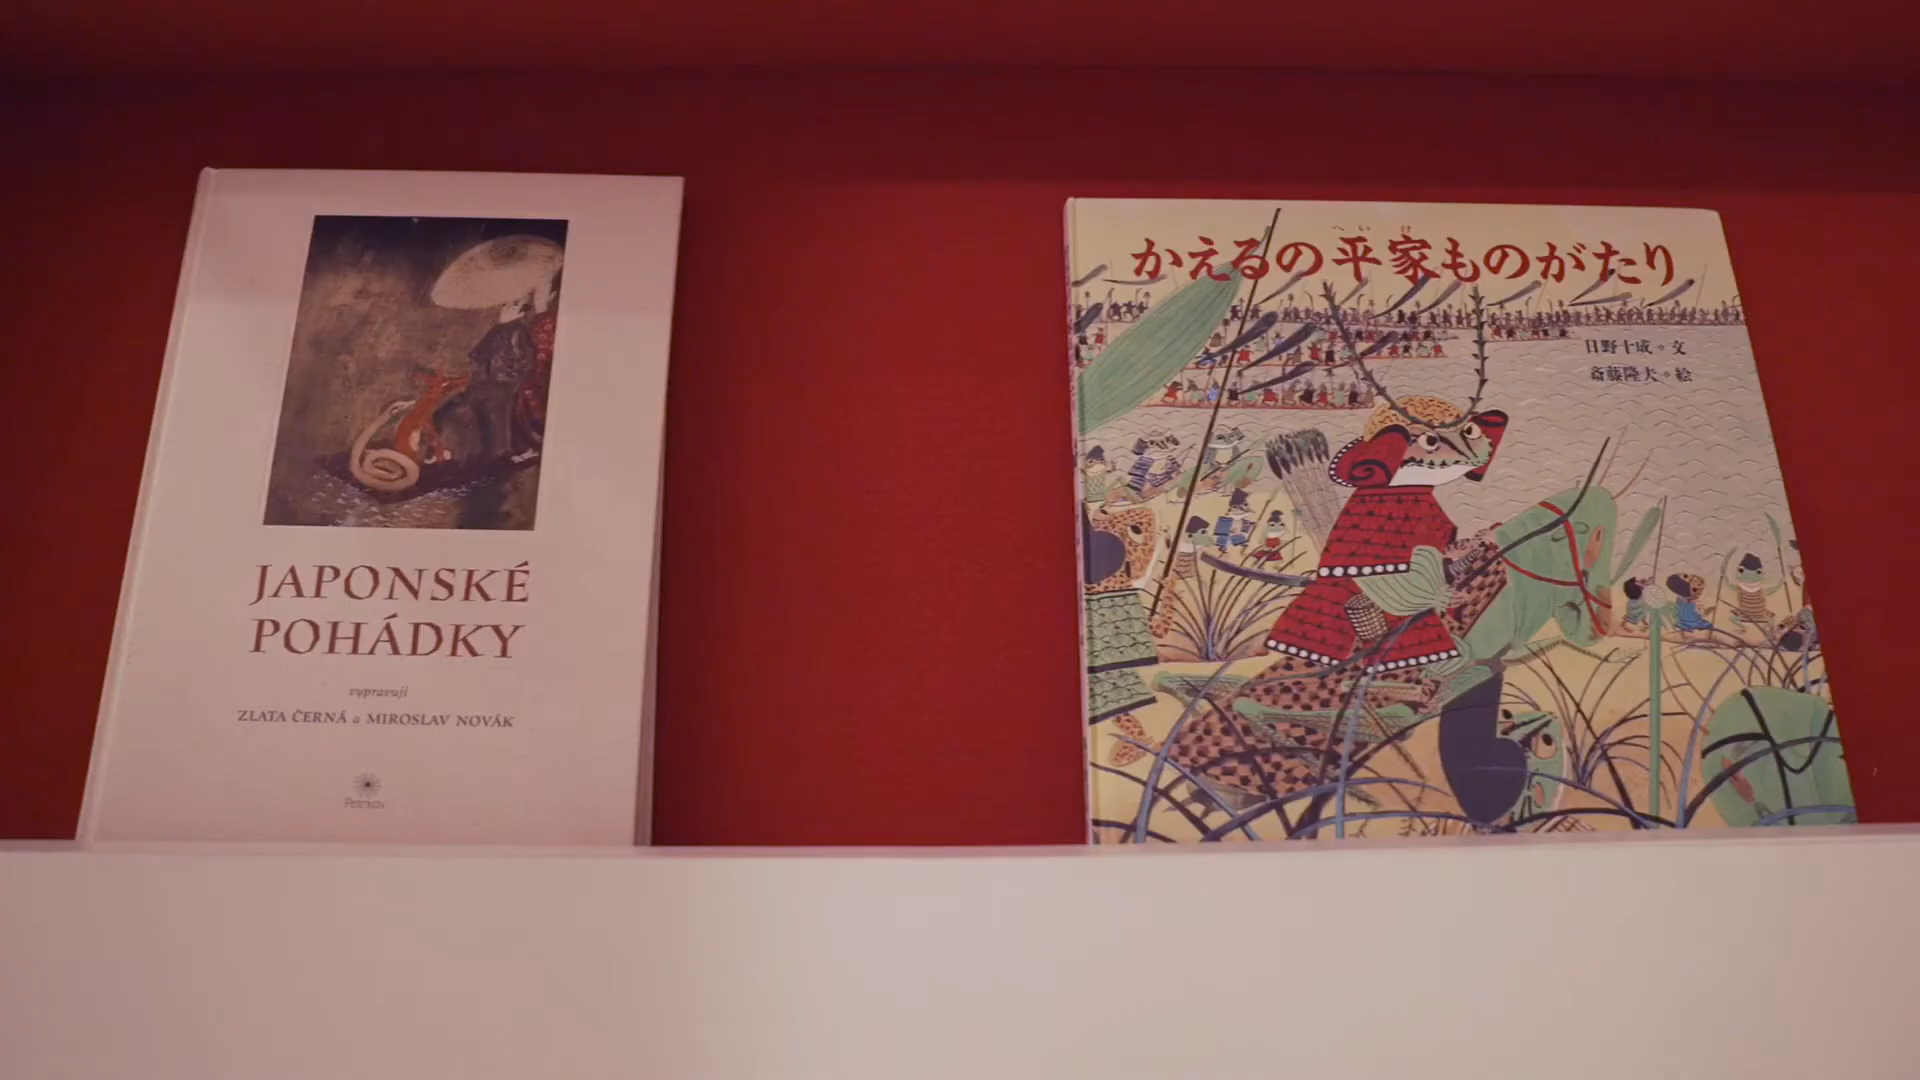 JAPONSKÉ
POHÁDKY
vypravují
ZLATA ČERNÁ a MIROSLAV NOVÁK
Petrkov
へいけ
かえるの平家ものがたり
日野十成。文
斎藤隆夫。絵